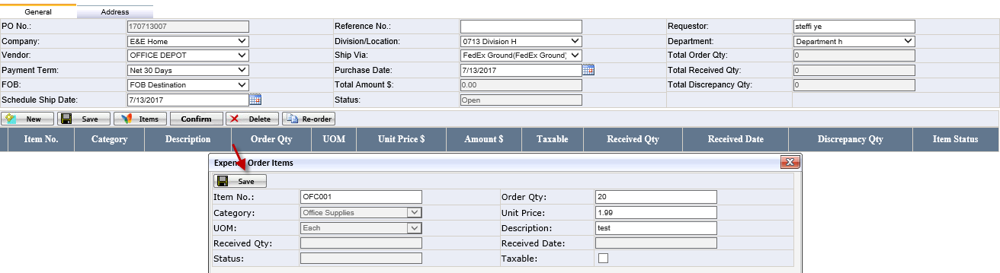 General Address
PO No.: 170713007 Reference No.: Requestor: steffi ye
Company: E&E Home Division/Location: 0713 Division H Department: Department h
Vendor: OFFICE DEPOT Ship Via: FedEx Ground(FedEx Ground) Total Order Qty: 0
Payment Term: Net 30 Days Purchase Date: 7/13/2017 Total Received Qty: 0
FOB: FOB Destination Total Amount $: 0.00 Total Discrepancy Qty: 0
Schedule Ship Date: 7/13/2017 Status: Open
New Save Items Confirm Delete Re-order
Item No. Category Description Order Qty UOM Unit Price $ Amount $ Taxable Received Qty Received Date Discrepancy Qty Item Status
Order Items
Save
Item No.: OFC001 Order Qty: 20
Category: Office Supplies Unit Price: 1.99
UOM: Each Description: test
Received Qty: Received Date:
Status: Taxable: